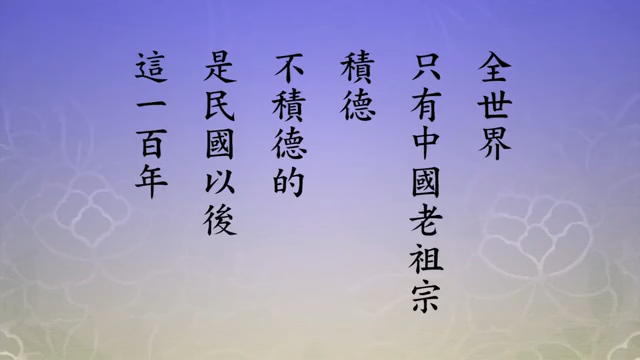 全世界
只有中國老祖宗
積德
不積德的
是民國以後
這一百年